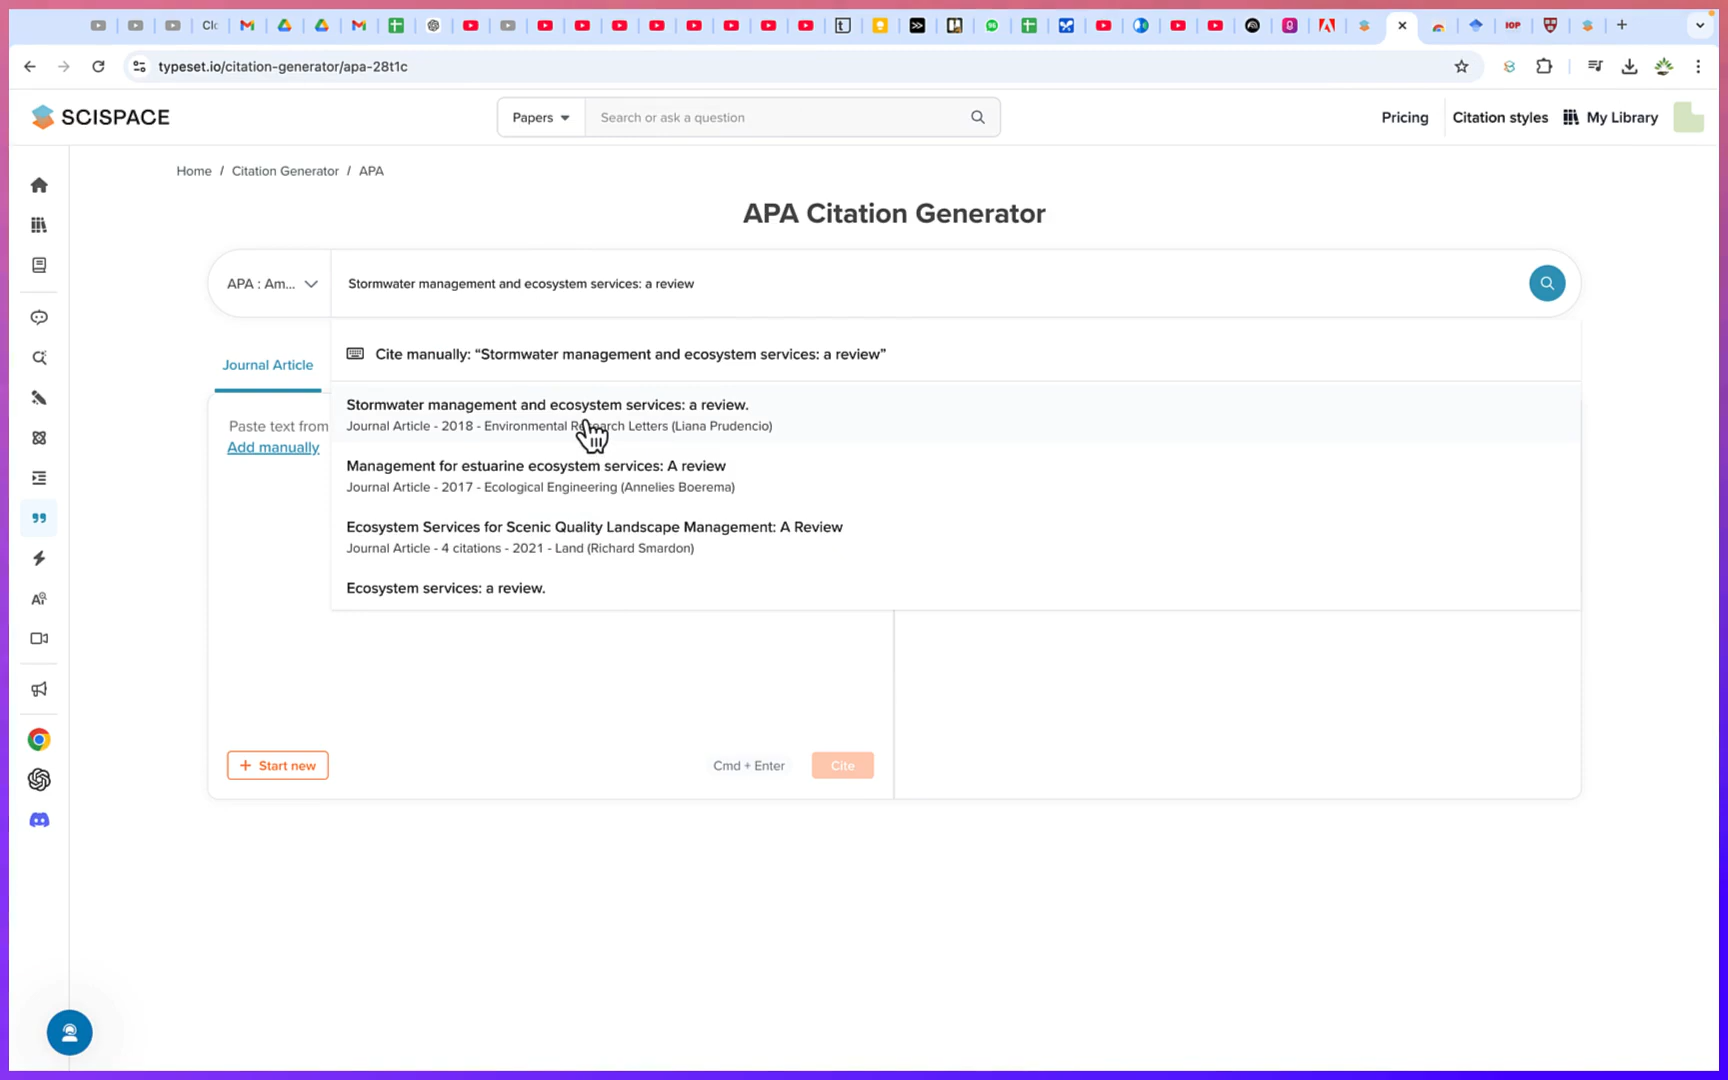 Clc
IOP
typeset.io/citation-generator/apa-28t1c
SCISPACE
Papers
Search or ask a question
Pricing
Citation styles
My Library
Home / Citation Generator / APA
APA Citation Generator
APA : Am...
Stormwater management and ecosystem services: a review
Cite manually: “Stormwater management and ecosystem services: a review”
Journal Article
Stormwater management and ecosystem services: a review.
Journal Article - 2018 - Environmental Research Letters (Liana Prudencio)
Paste text from
Add manually
Management for estuarine ecosystem services: A review
Journal Article - 2017 - Ecological Engineering (Annelies Boerema)
Ecosystem Services for Scenic Quality Landscape Management: A Review
Journal Article - 4 citations - 2021 - Land (Richard Smardon)
Ecosystem services: a review.
+ Start new
Cmd + Enter
Cite